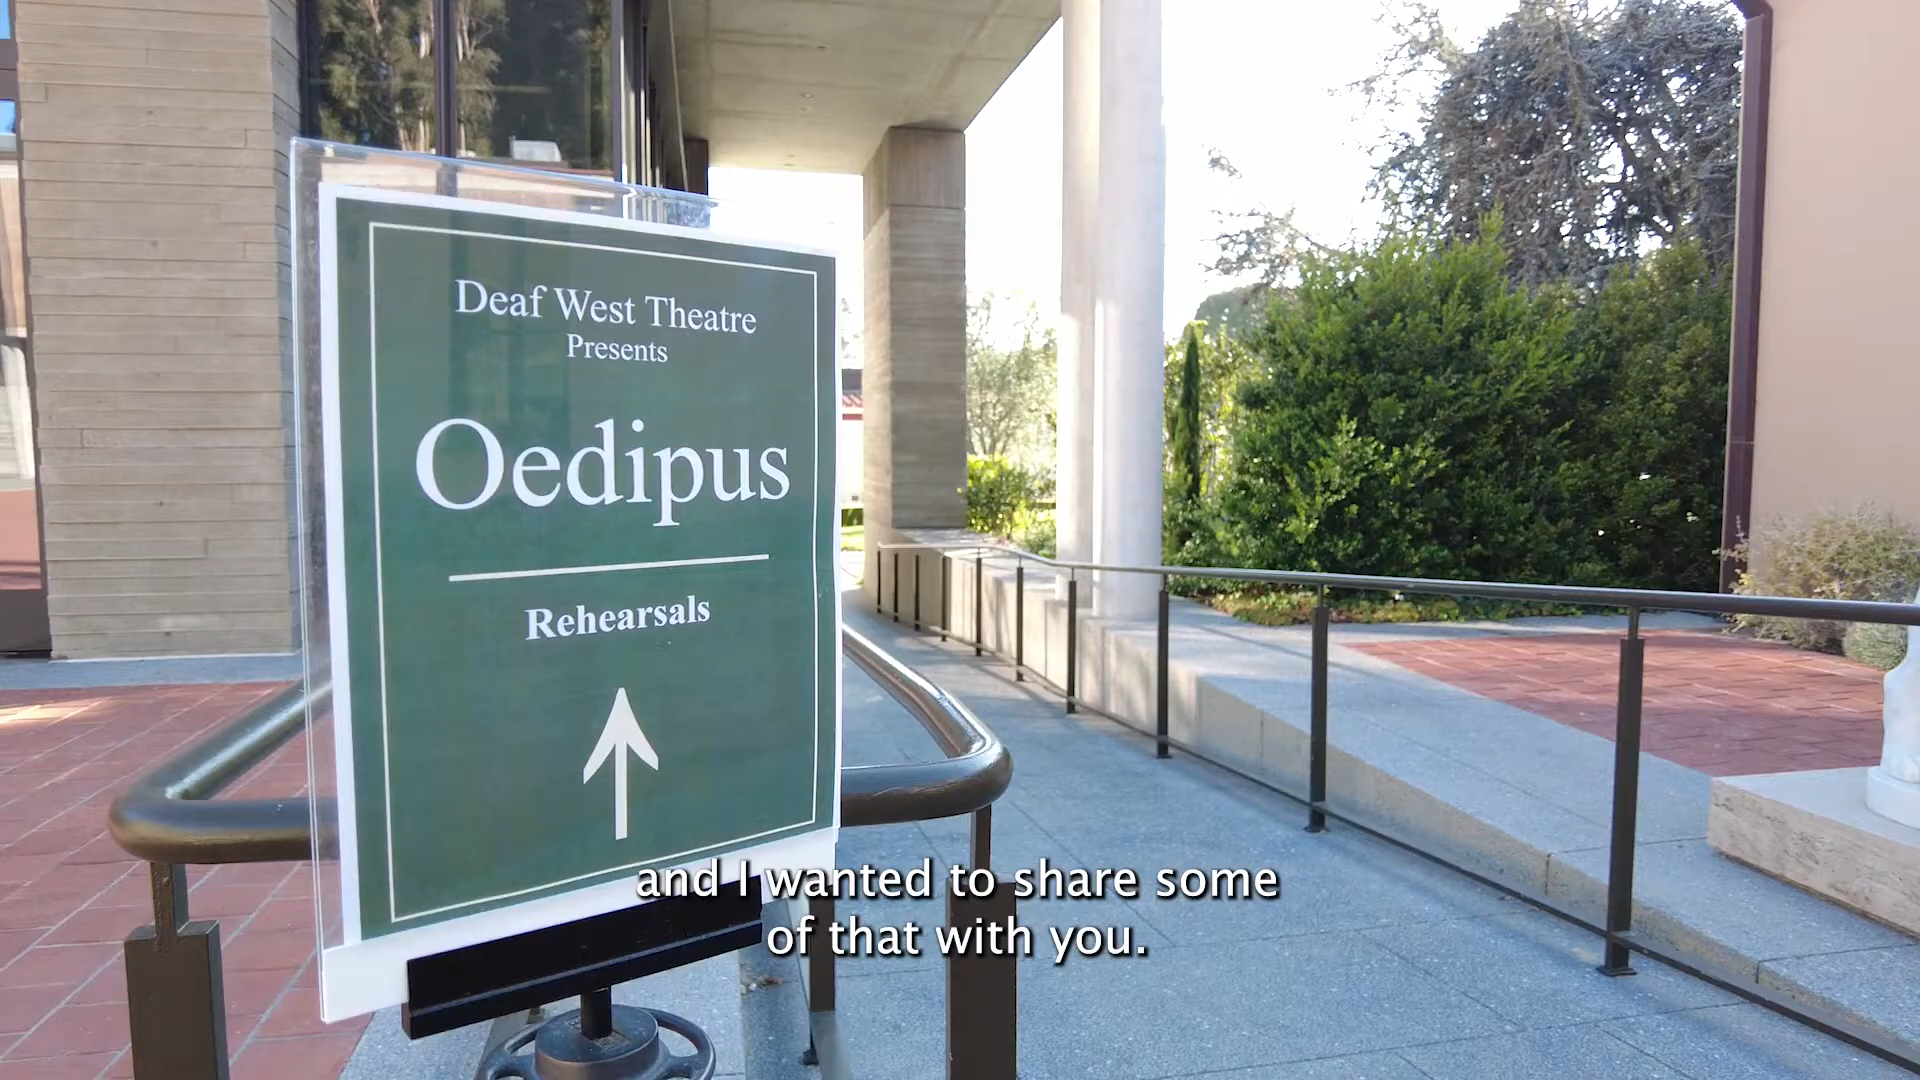 Deaf West Theatre
Presents
Oedipus
Rehearsals
and I wanted to share some
of that with you.